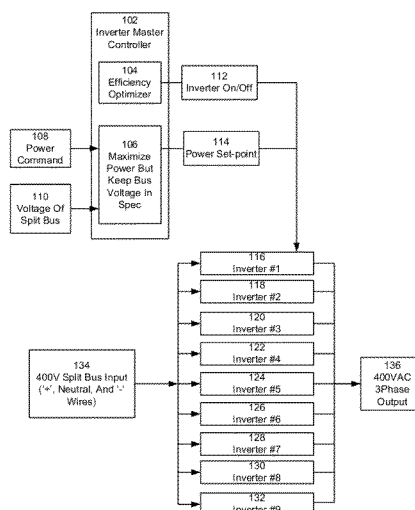 102
Inverter Master
Controller
104
Efficiency
Optimizer
112
Inverter On/Off
108
Power
Command
106
Maximize
Power But
Keep Bus
Voltage In
Spec
114
Power Set-point
110
Voltage Of
Split Bus
116
Inverter #1
118
Inverter #2
120
Inverter #3
122
Inverter #4
134
400V Split Bus Input
('+', Neutral, And '-'
Wires)
124
Inverter #5
136
400VAC
3Phase
Output
126
Inverter #6
128
Inverter #7
130
Inverter #8
132
Inverter #9